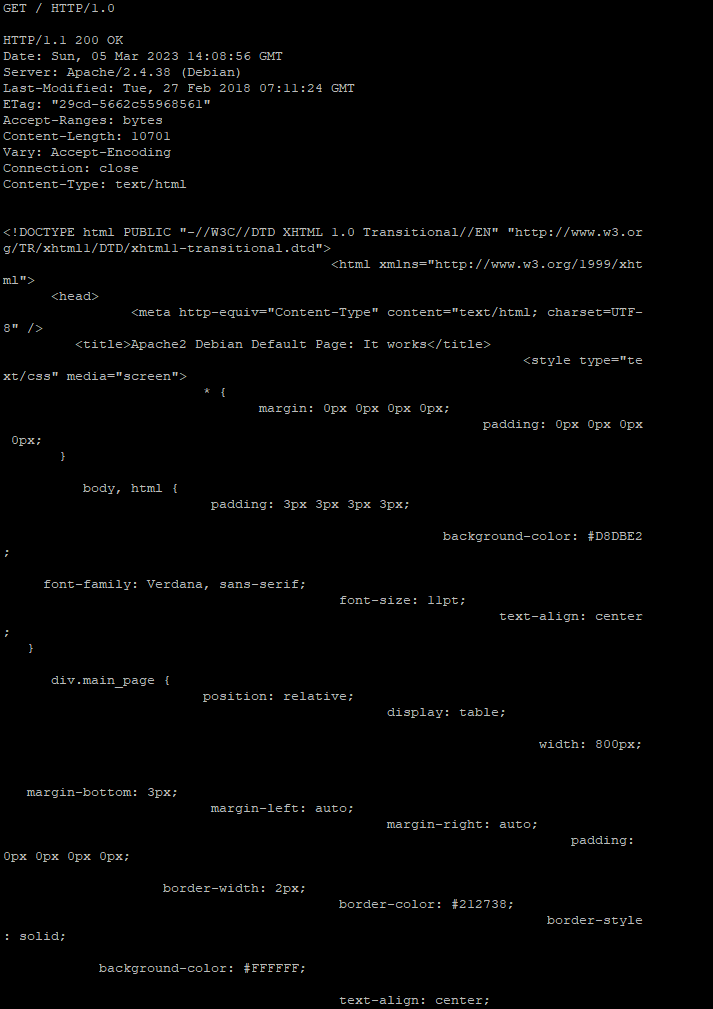 GET / HTTP/1.0
HTTP/1.1 200 OK
Date: Sun, 05 Mar 2023 14:08:56 GMT
Server: Apache/2.4.38 (Debian)
Last-Modified: Tue, 27 Feb 2018 07:11:24 GMT
ETag: "29cd-5662c55968561"
Accept-Ranges: bytes
Content-Length: 10701
Vary: Accept-Encoding
Connection: close
Content-Type: text/html
<!DOCTYPE html PUBLIC "-//W3C//DTD XHTML 1.0 Transitional//EN" "http://www.w3.or
g/TR/xhtml1/DTD/xhtml1-transitional.dtd">
<html xmlns="http://www.w3.org/1999/xht
ml">
<head>
<meta http-equiv="Content-Type" content="text/html; charset=UTF-
8" />
<title>Apache2 Debian Default Page: It works</title>
<style type="te
xt/css" media="screen">
* {
margin: 0px 0px 0px 0px;
padding: 0px 0px 0px
0px;
}
body, html {
padding: 3px 3px 3px 3px;
background-color: #D8DBE2
;
font-family: Verdana, sans-serif;
font-size: 11pt;
text-align: center
;
}
div.main_page {
position: relative;
display: table;
width: 800px;
margin-bottom: 3px;
margin-left: auto;
margin-right: auto;
padding:
0px 0px 0px 0px;
border-width: 2px;
border-color: #212738;
border-style
: solid;
background-color: #FFFFFF;
text-align: center;